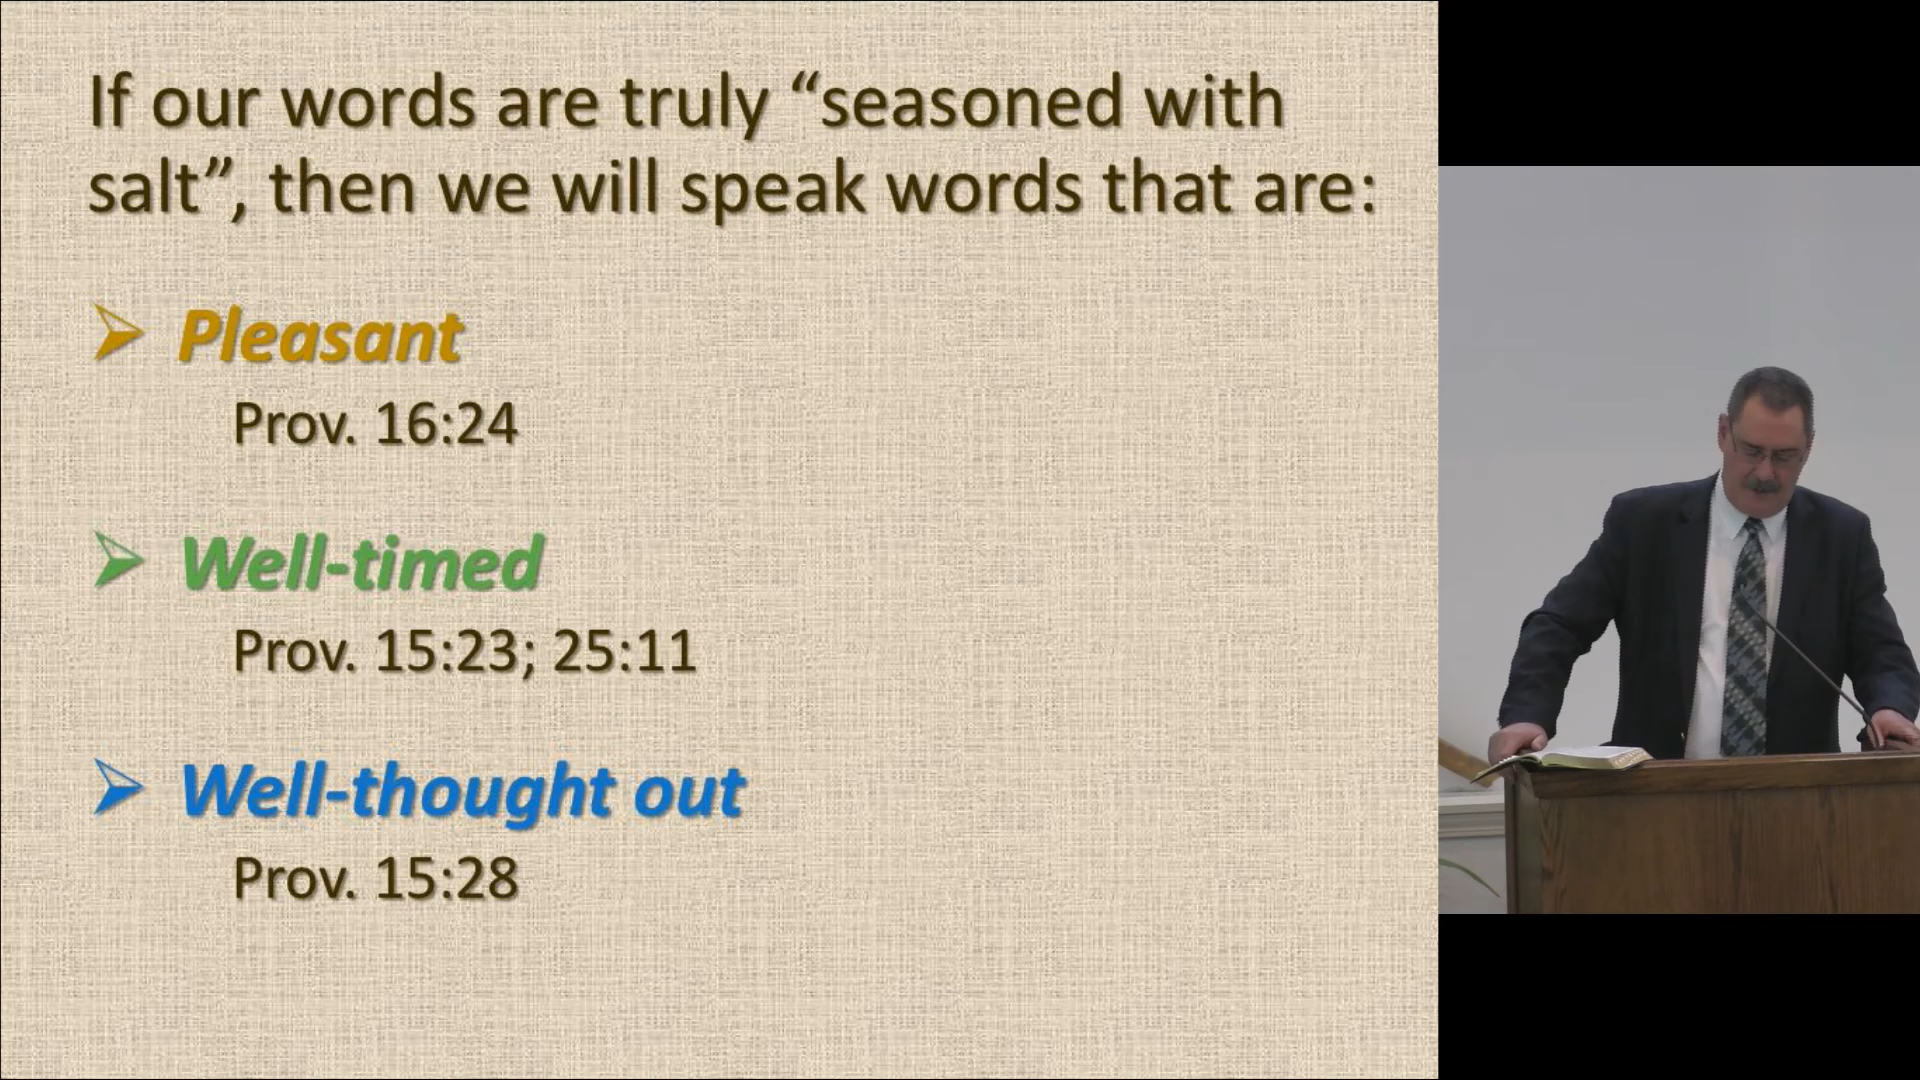 If our words are truly “seasoned with
salt”, then we will speak words that are:
Pleasant
Prov. 16:24
Well-timed
Prov. 15:23; 25:11
Well-thought out
Prov. 15:28